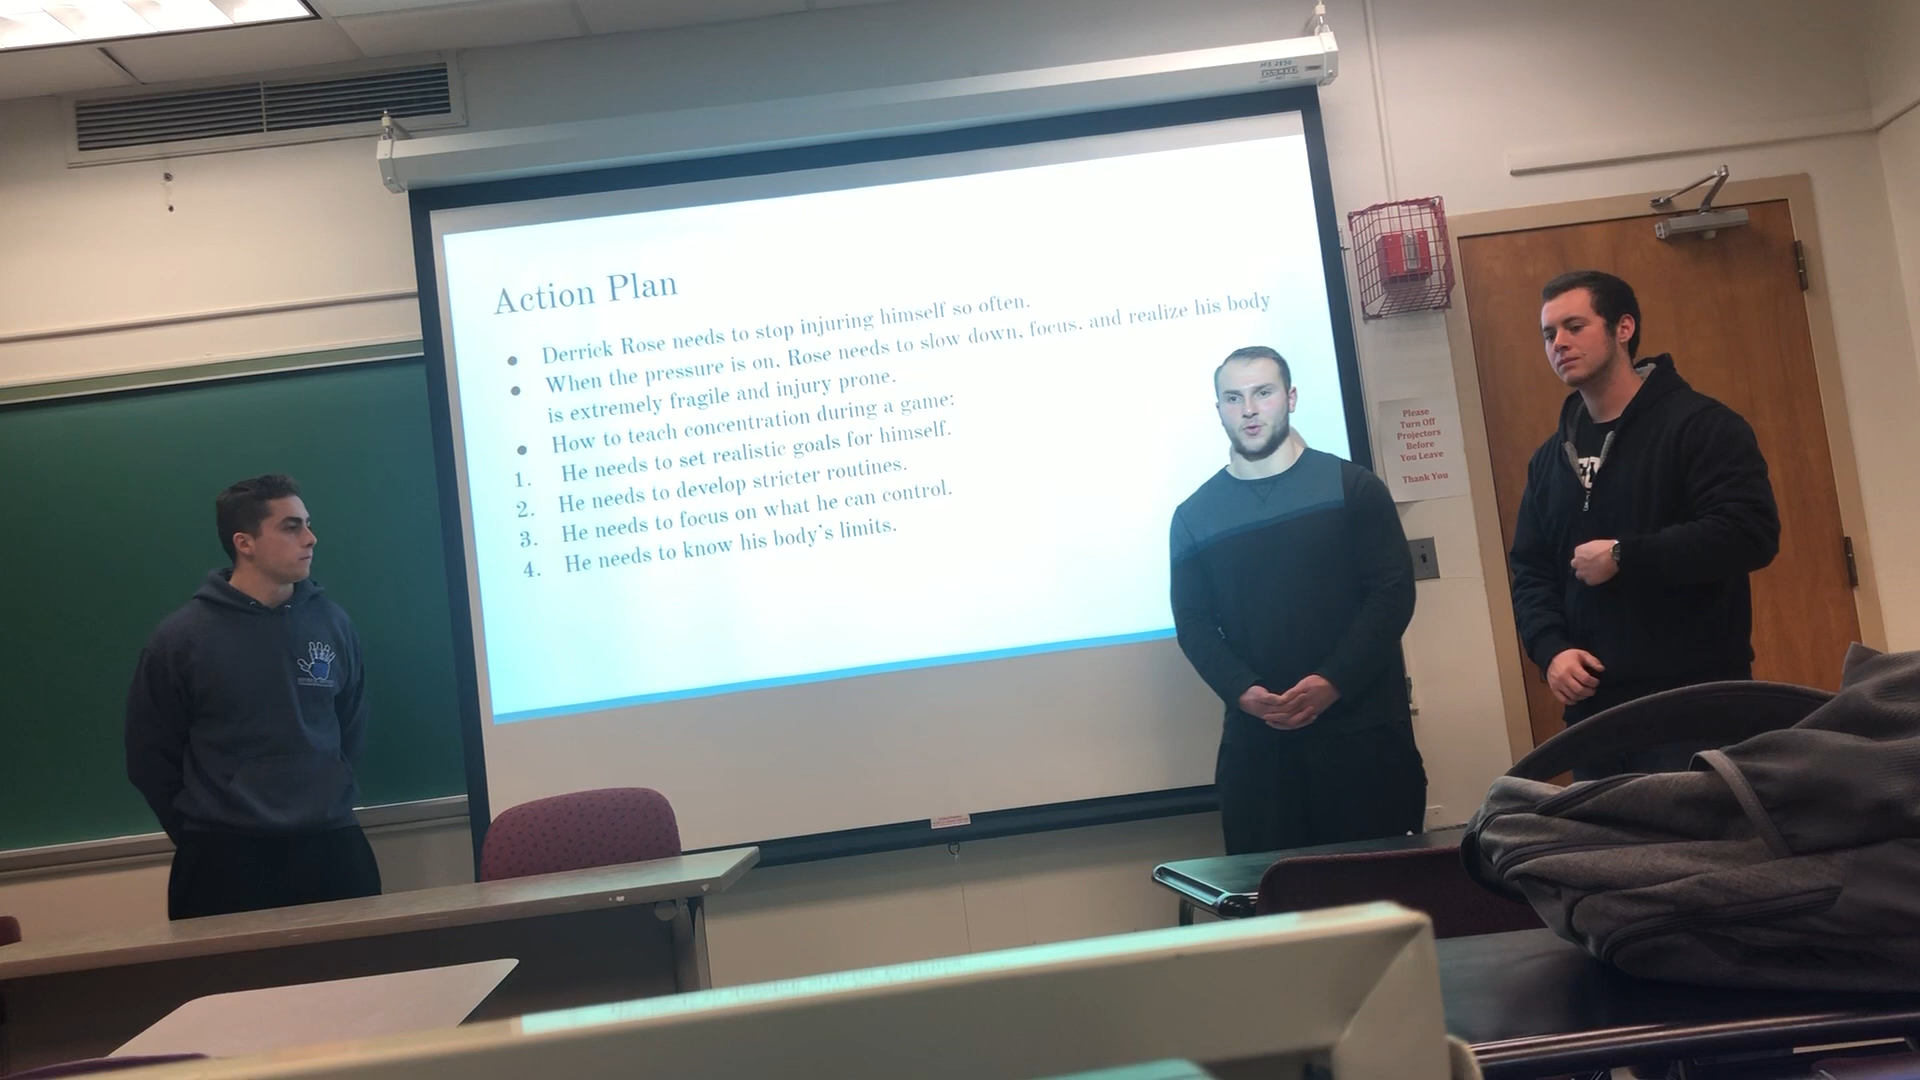 Action Plan
● Derrick Rose needs to stop injuring himself so often.
● When the pressure is on, Rose needs to slow down, focus, and realize his body
is extremely fragile and injury prone.
● How to teach concentration during a game:
1. He needs to set realistic goals for himself.
2. He needs to develop stricter routines.
3. He needs to focus on what he can control.
4. He needs to know his body's limits.
DA-LITE
Please
Turn Off
Projectors
Before
You Leave
Thank You